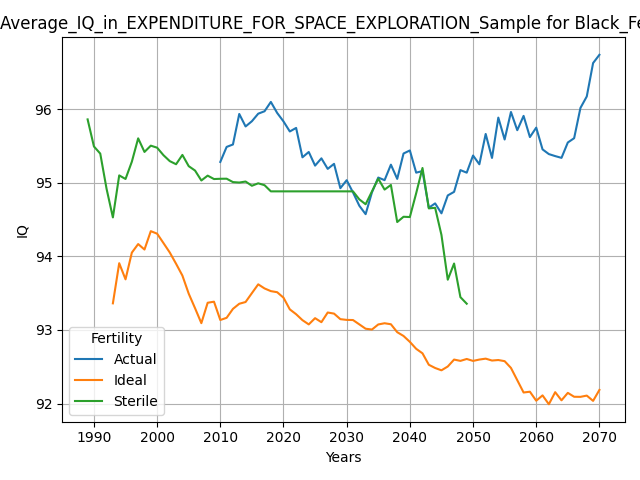 Average_IQ_in_EXPENDITURE_FOR_SPACE_EXPLORATION_Sample for Black_Fe
IQ
96
95
94
93
92
Fertility
Actual
Ideal
Sterile
1990 2000 2010 2020 2030 2040 2050 2060 2070
Years